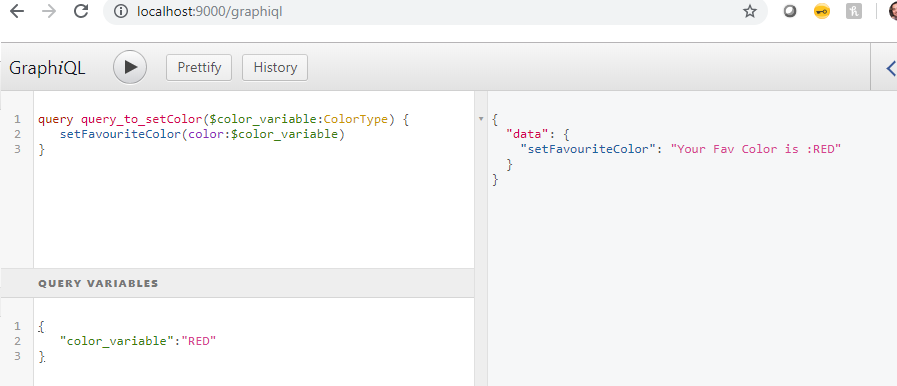 localhost:9000/graphiql
GraphiQL
Prettify
History
1 query query_to_setColor($color_variable:ColorType) {
2 setFavouriteColor(color:$color_variable)
3 }
{
"data": {
"setFavouriteColor": "Your Fav Color is :RED"
}
}
QUERY VARIABLES
1 {
2 "color_variable":"RED"
3 }